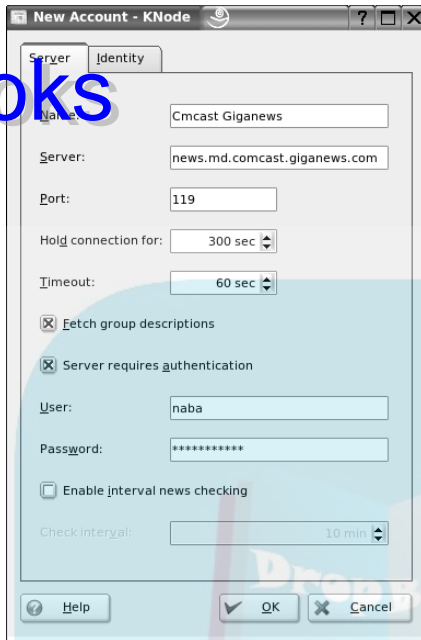 New Account - KNode
Server Identity
oks
Name:
Cmcast Giganews
Server:
news.md.comcast.giganews.com
Port:
119
Hold connection for:
300 sec
Timeout:
60 sec
Fetch group descriptions
Server requires authentication
User:
naba
Password:
***********
Enable interval news checking
Check interval:
10 min
Drop
Help OK Cancel